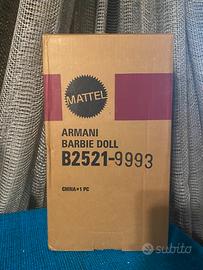 MATTEL
ARMANI
BARBIE DOLL
B2521-9993
CHINA•1 PC
subito